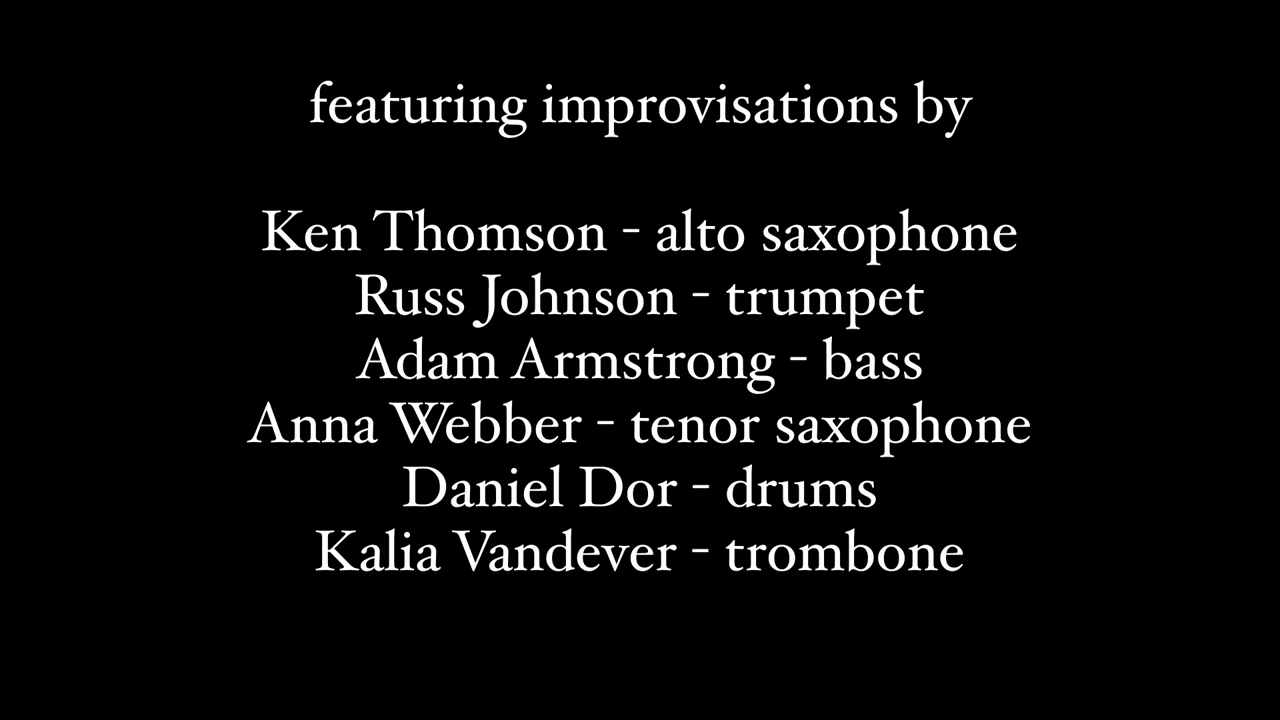 featuring improvisations by
Ken Thomson - alto saxophone
Russ Johnson - trumpet
Adam Armstrong - bass
Anna Webber - tenor saxophone
Daniel Dor - drums
Kalia Vandever - trombone